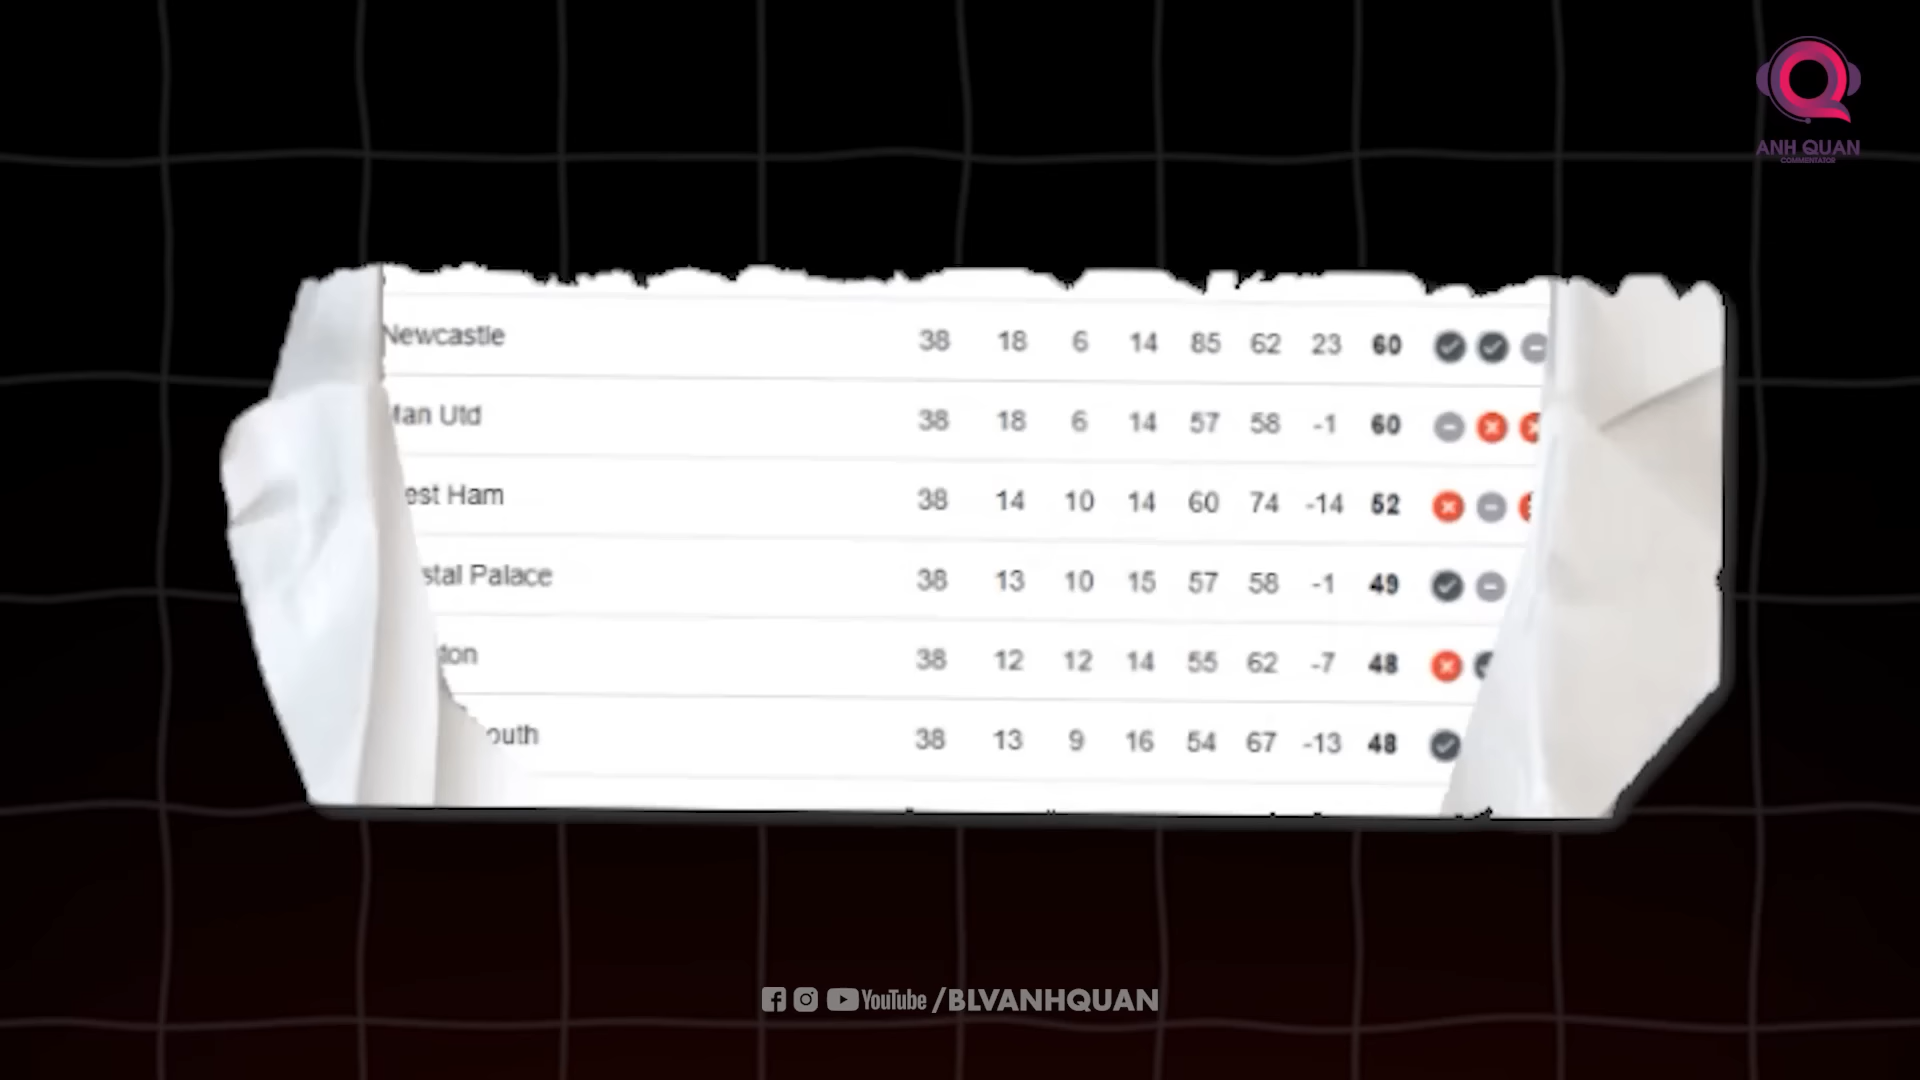 ANH QUAN
COMMENTATOR
Newcastle 38 18 6 14 85 62 23 60
Man Utd 38 18 6 14 57 58 -1 60
est Ham 38 14 10 14 60 74 -14 52
stal Palace 38 13 10 15 57 58 -1 49
ton 38 12 12 14 55 62 -7 48
outh 38 13 9 16 54 67 -13 48
YouTube /BLVANHQUAN